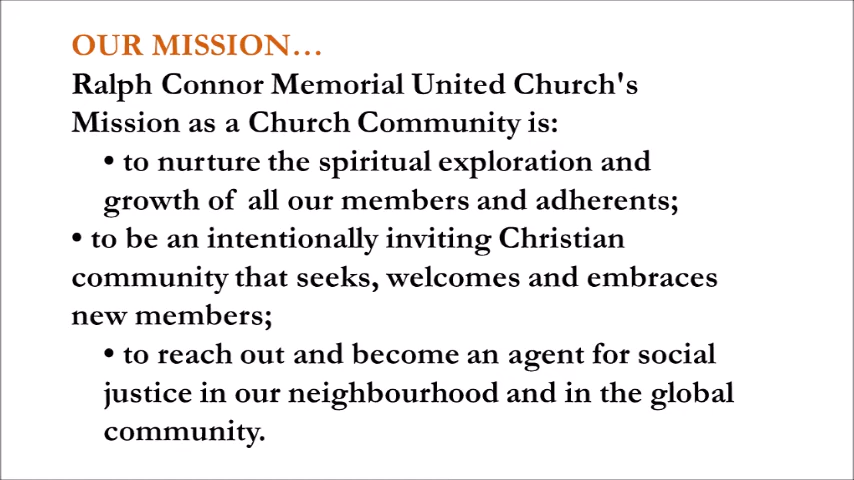 OUR MISSION…
Ralph Connor Memorial United Church's
Mission as a Church Community is:
• to nurture the spiritual exploration and
growth of all our members and adherents;
• to be an intentionally inviting Christian
community that seeks, welcomes and embraces
new members;
• to reach out and become an agent for social
justice in our neighbourhood and in the global
community.